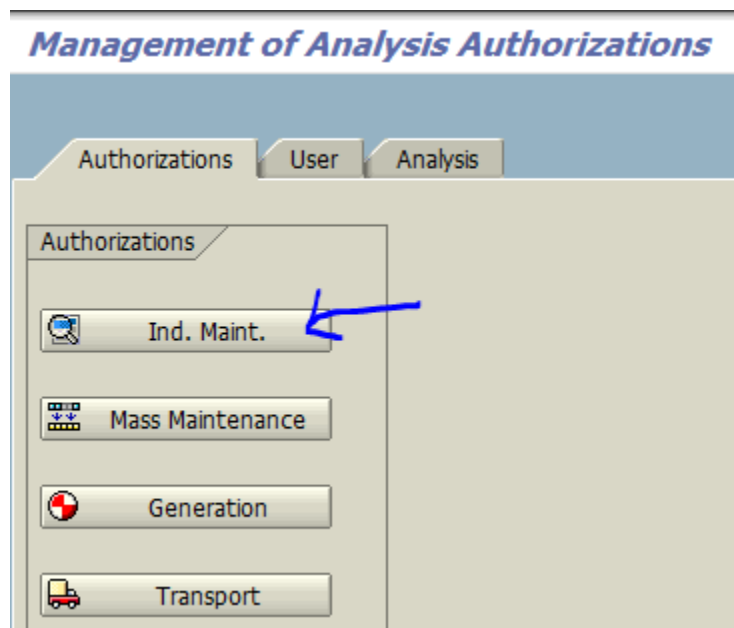 Management of Analysis Authorizations
Authorizations User Analysis
Authorizations
Ind. Maint.
Mass Maintenance
Generation
Transport